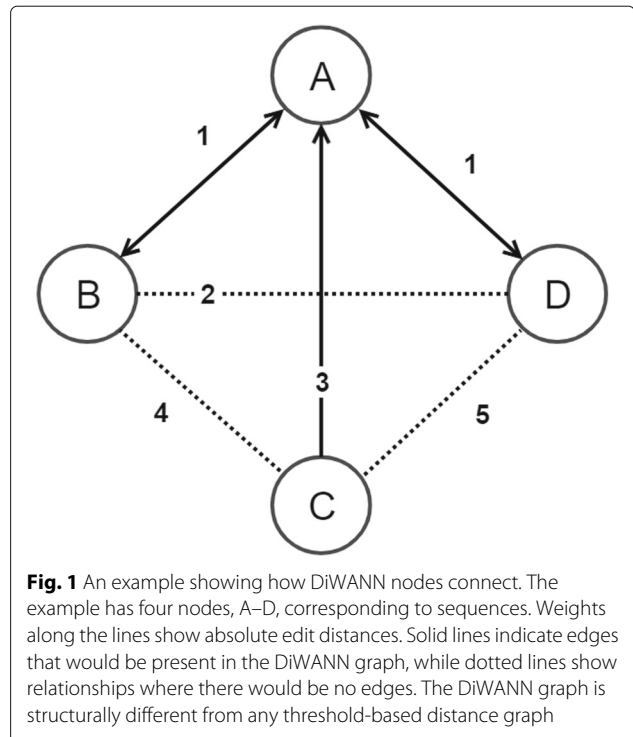 A
1
1
B
2
D
3
4
5
C
Fig. 1 An example showing how DiWANN nodes connect. The
example has four nodes, A–D, corresponding to sequences. Weights
along the lines show absolute edit distances. Solid lines indicate edges
that would be present in the DiWANN graph, while dotted lines show
relationships where there would be no edges. The DiWANN graph is
structurally different from any threshold-based distance graph